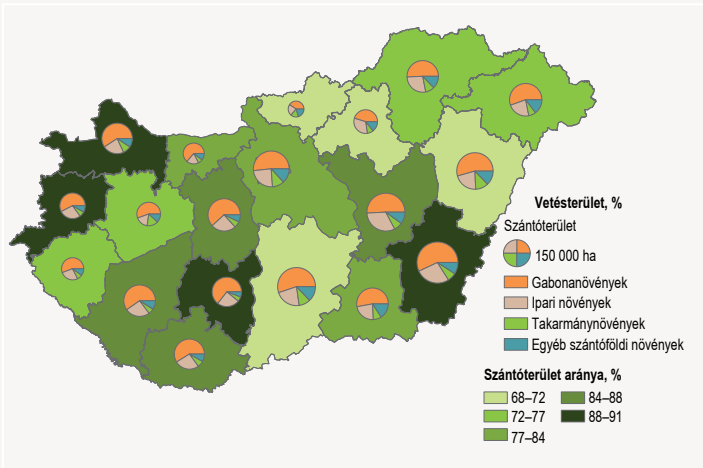 Vetésterület, %
Szántóterület
150 000 ha
Gabonanövények
Ipari növények
Takarmánynövények
Egyéb szántóföldi növények
Szántóterület aránya, %
68–72
84–88
72–77
88–91
77–84